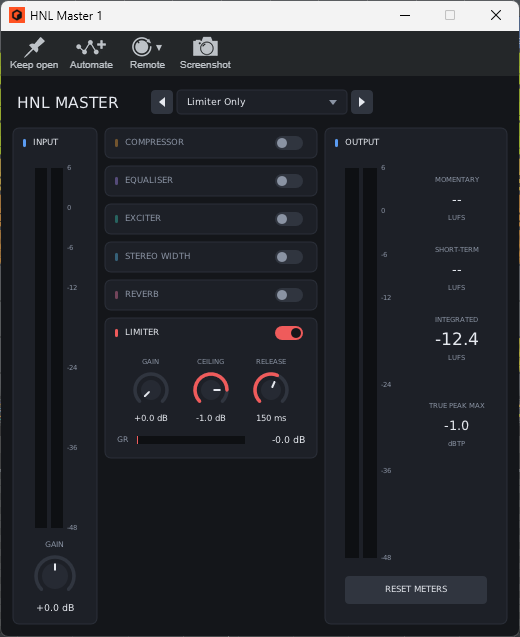 HNL Master 1
Keep open
Automate
Remote
Screenshot
HNL MASTER
Limiter Only
INPUT
6
0
-6
-12
-24
-36
-48
GAIN
+0.0 dB
COMPRESSOR
EQUALISER
EXCITER
STEREO WIDTH
REVERB
LIMITER
GAIN
CEILING
RELEASE
+0.0 dB
-1.0 dB
150 ms
GR
-0.0 dB
OUTPUT
6
0
-6
-12
-24
-36
-48
MOMENTARY
--
LUFS
SHORT-TERM
--
LUFS
INTEGRATED
-12.4
LUFS
TRUE PEAK MAX
-1.0
dBTP
RESET METERS